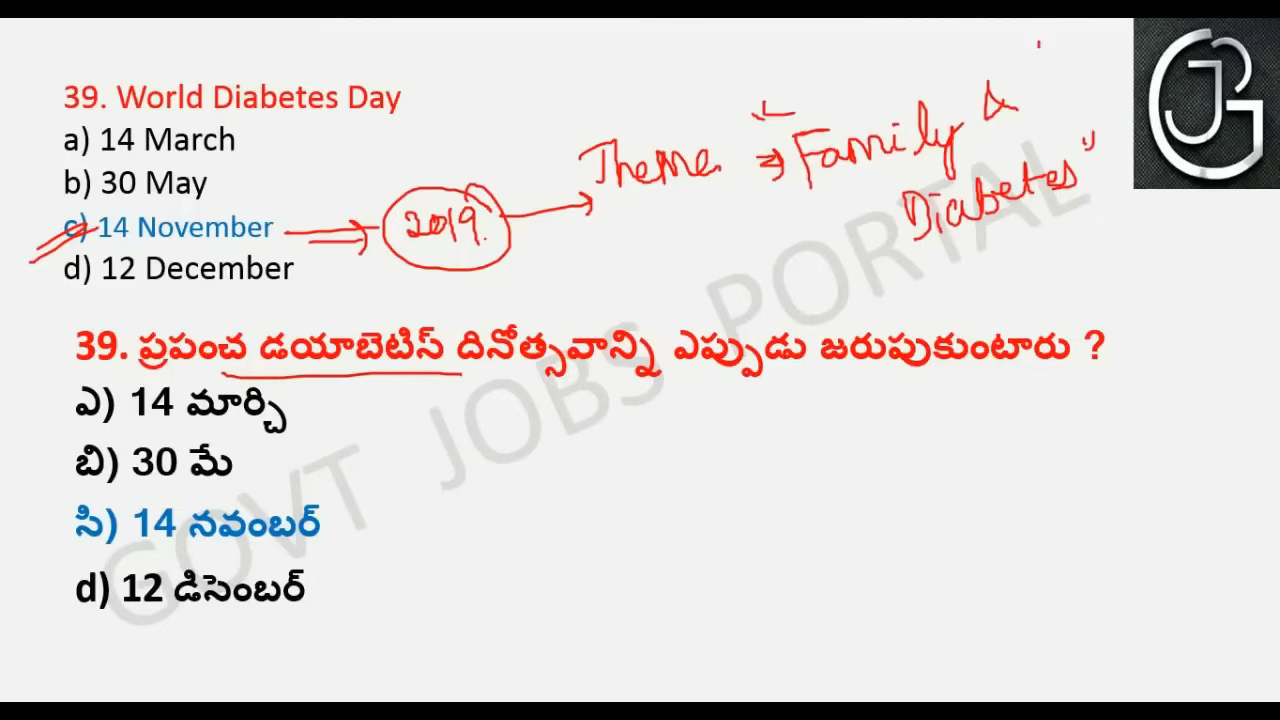 39. World Diabetes Day
a) 14 March
b) 30 May
c) 14 November
d) 12 December
2019
Theme ⇒ Family &
Diabetes"
39. ప్రపంచ డయాబెటిస్ దినోత్సవాన్ని ఎప్పుడు జరుపుకుంటారు ?
ఎ) 14 మార్చి
బి) 30 మే
సి) 14 నవంబర్
d) 12 డిసెంబర్
GOVT JOBS PORTAL
GJ